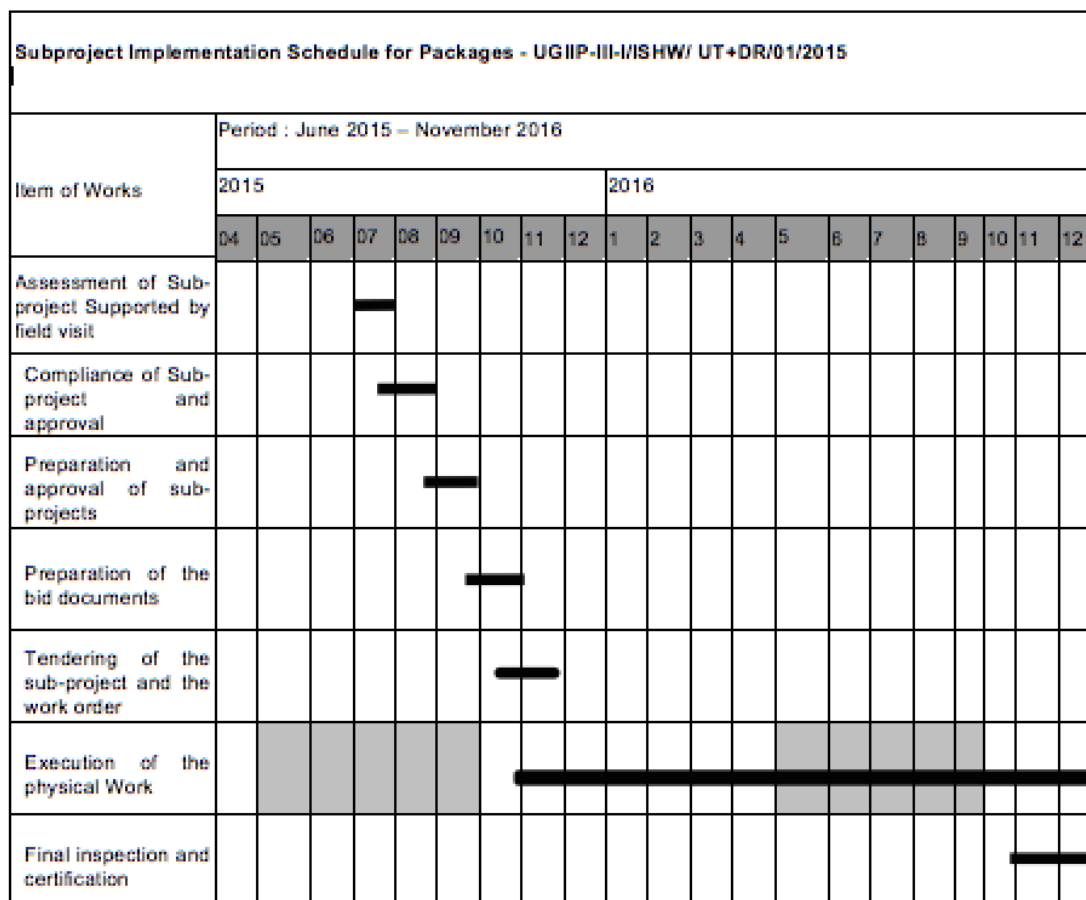 Subproject Implementation Schedule for Packages - UGIIP-III-I/ISHW/ UT+DR/01/2015
Period : June 2015 – November 2016
Item of Works
2015 2016
04 05 06 07 08 09 10 11 12 1 2 3 4 5 6 7 8 9 10 11 12
Assessment of Sub-
project Supported by
field visit
Compliance of Sub-
project and
approval
Preparation and
approval of sub-
projects
Preparation of the
bid documents
Tendering of the
sub-project and the
work order
Execution of the
physical Work
Final inspection and
certification